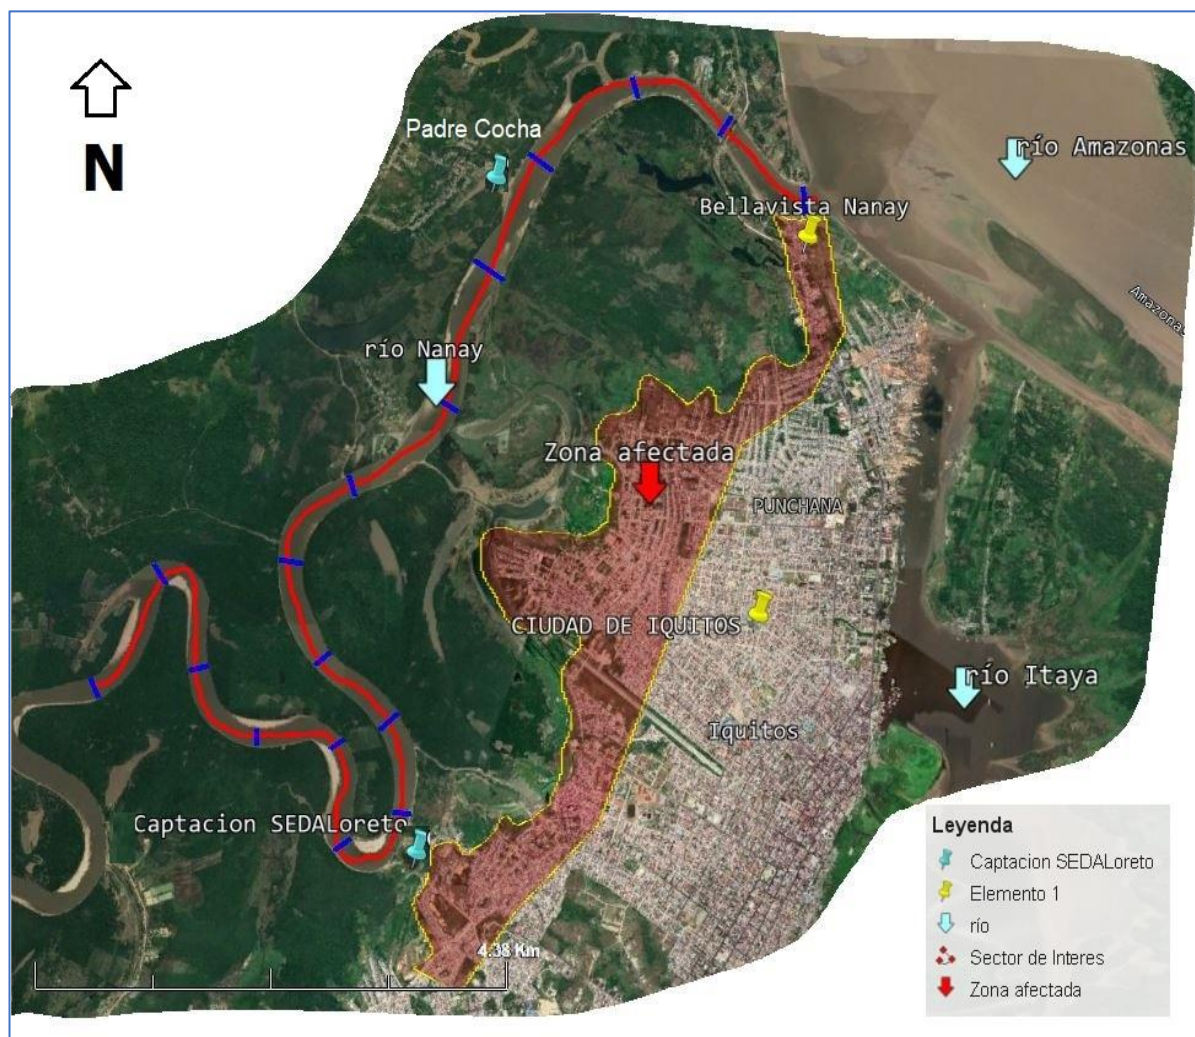 N
Padre Cocha
río Amazonas
Bellavista Nanay
Amazonas
río Nanay
Zona afectada
PUNCHANA
CIUDAD DE IQUITOS
río Itaya
Iquitos
Captacion SEDALoreto
4.38 Km
Leyenda
Captacion SEDALoreto
Elemento 1
río
Sector de Interes
Zona afectada